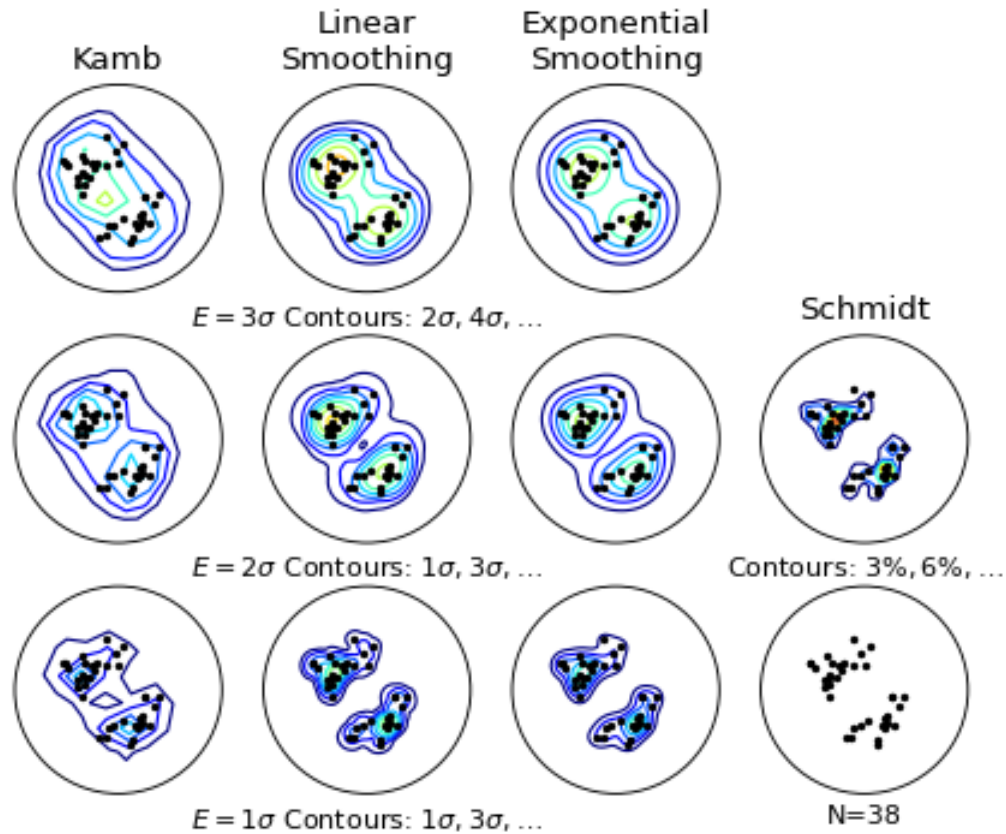 Kamb
Linear
Smoothing
Exponential
Smoothing
E = 3σ Contours: 2σ, 4σ, …
Schmidt
E = 2σ Contours: 1σ, 3σ, …
Contours: 3%, 6%, …
E = 1σ Contours: 1σ, 3σ, …
N=38